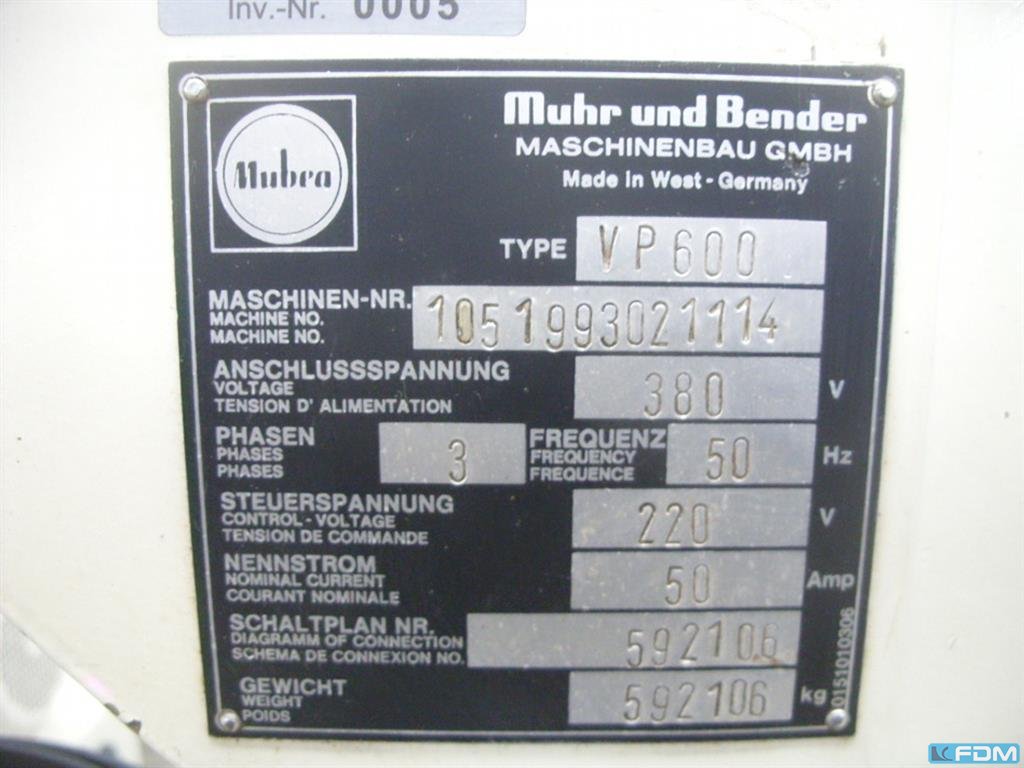 Inv.-Nr. 0005
Mubea
Muhr und Bender
MASCHINENBAU GMBH
Made in West-Germany
TYPE VP600
MASCHINEN-NR. 1051993021114
MACHINE NO.
MACHINE NO.
ANSCHLUSSSPANNUNG 380 V
VOLTAGE
TENSION D' ALIMENTATION
PHASEN 3 FREQUENZ 50 Hz
PHASES FREQUENCY
PHASES FREQUENCE
STEUERSPANNUNG 220 V
CONTROL-VOLTAGE
TENSION DE COMMANDE
NENNSTROM 50 Amp
NOMINAL CURRENT
COURANT NOMINALE
SCHALTPLAN NR. 592106
DIAGRAMM OF CONNECTION
SCHEMA DE CONNEXION NO.
GEWICHT 592106 kg
WEIGHT
POIDS
0151010306
FDM